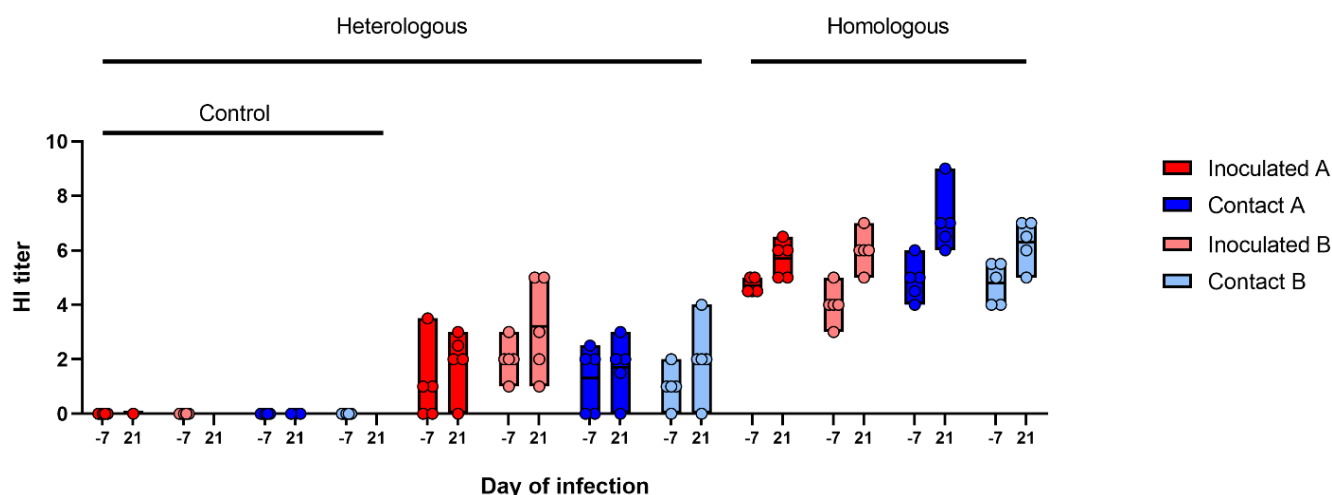 Heterologous Homologous
Control
10
8
6
4
2
0
HI titer
-7 21 -7 21 -7 21 -7 21 -7 21 -7 21 -7 21 -7 21 -7 21 -7 21 -7 21 -7 21
Day of infection
Inoculated A
Contact A
Inoculated B
Contact B